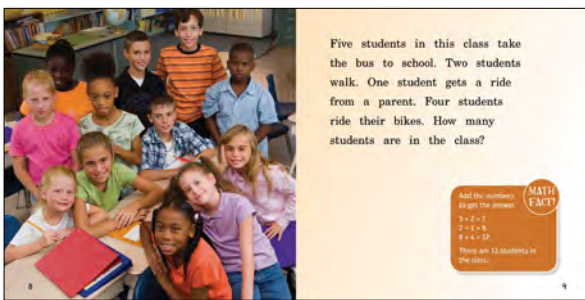 Five students in this class take
the bus to school. Two students
walk. One student gets a ride
from a parent. Four students
ride their bikes. How many
students are in the class?
MATH
FACT!
Add the numbers
to get the answer.
5 + 2 = 7
7 + 1 = 8
8 + 4 = 12
There are 12 students in
the class.
8
9